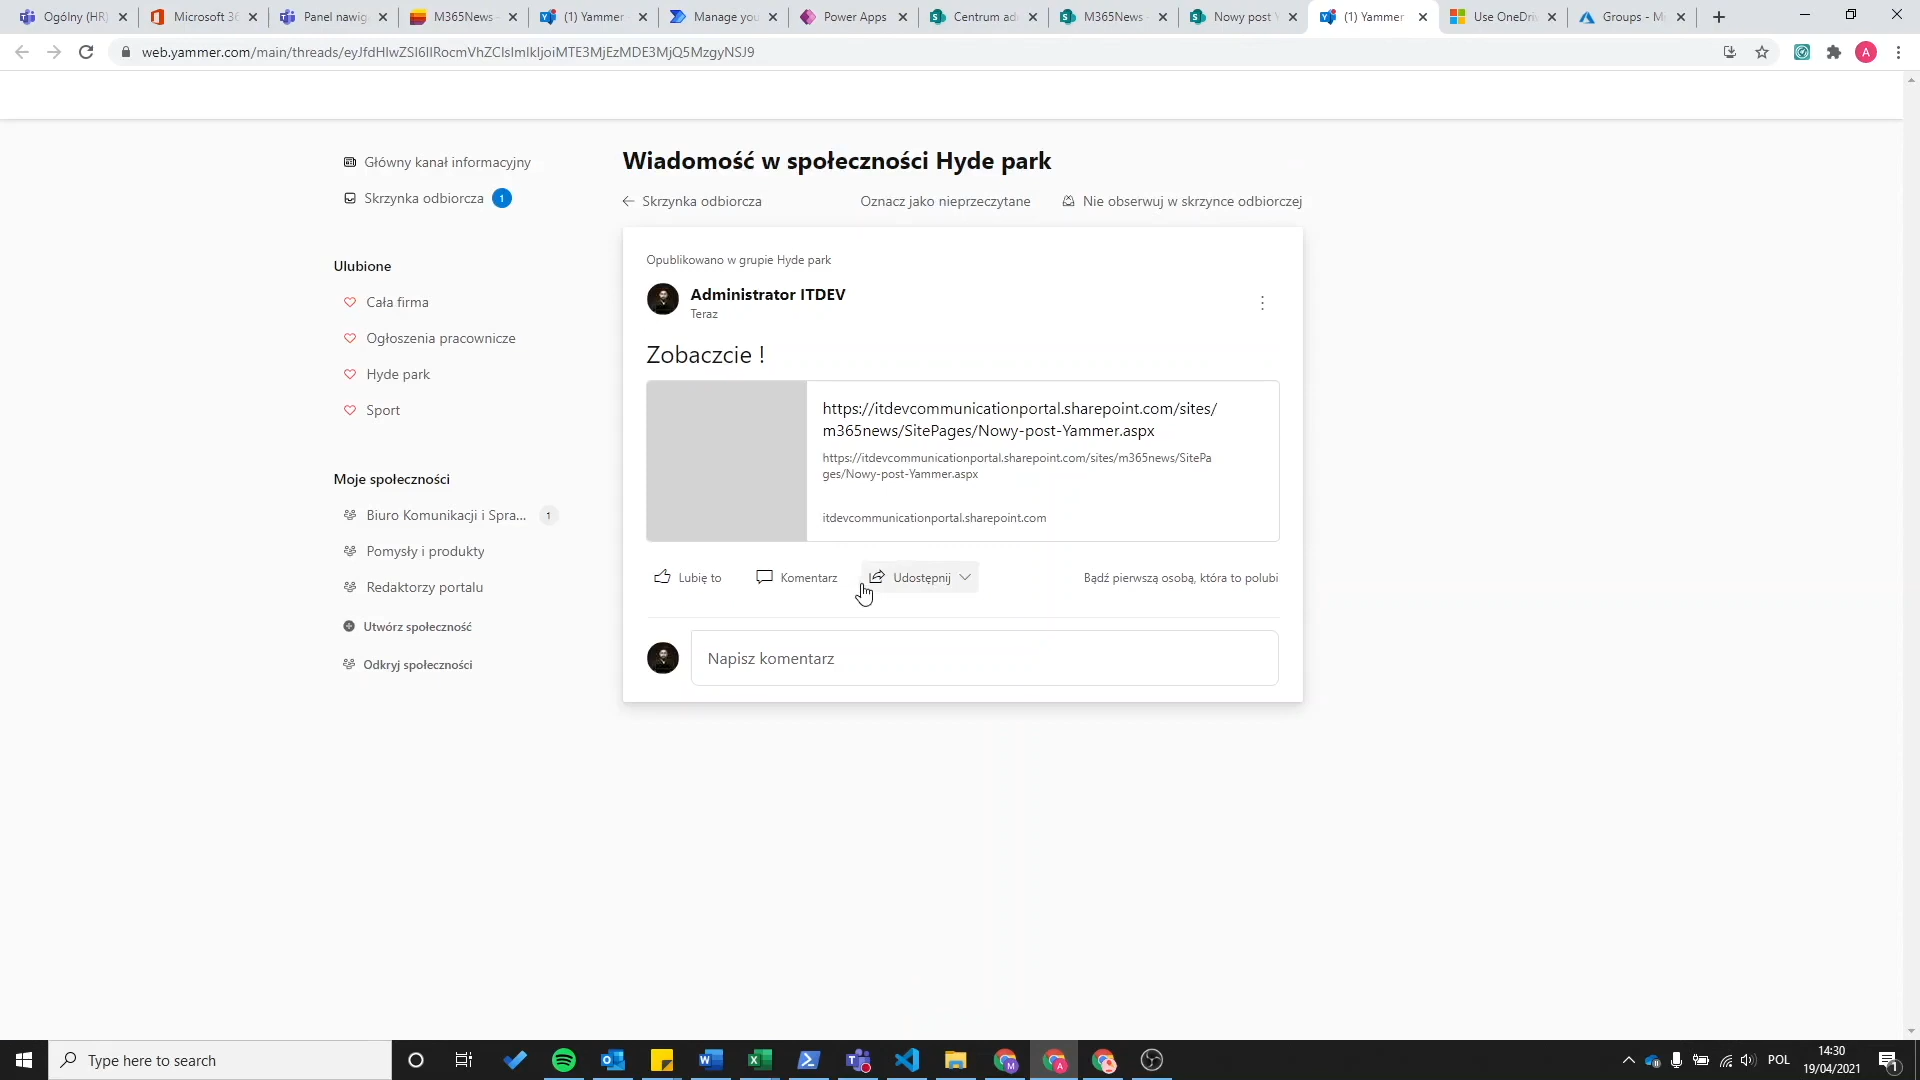 Ogólny (HR)
Microsoft 36
Panel nawig
M365News -
(1) Yammer
Manage you
Power Apps
Centrum ad
M365News -
Nowy post Y
(1) Yammer
Use OneDri
Groups - Mi
web.yammer.com/main/threads/eyJfdHlwZSI6IlRocmVhZCIsImlkIjoiMTE3MjEzMDE3MjQ5MzgyNSJ9
A
Główny kanał informacyjny
Skrzynka odbiorcza 1
Ulubione
Cała firma
Ogłoszenia pracownicze
Hyde park
Sport
Moje społeczności
Biuro Komunikacji i Spra... 1
Pomysły i produkty
Redaktorzy portalu
Utwórz społeczność
Odkryj społeczności
Wiadomość w społeczności Hyde park
Skrzynka odbiorcza
Oznacz jako nieprzeczytane
Nie obserwuj w skrzynce odbiorczej
Opublikowano w grupie Hyde park
Administrator ITDEV
Teraz
Zobaczcie !
https://itdevcommunicationportal.sharepoint.com/sites/
m365news/SitePages/Nowy-post-Yammer.aspx
https://itdevcommunicationportal.sharepoint.com/sites/m365news/SitePa
ges/Nowy-post-Yammer.aspx
itdevcommunicationportal.sharepoint.com
Lubię to
Komentarz
Udostępnij
Bądź pierwszą osobą, która to polubi
Napisz komentarz
Type here to search
POL
14:30
19/04/2021
1